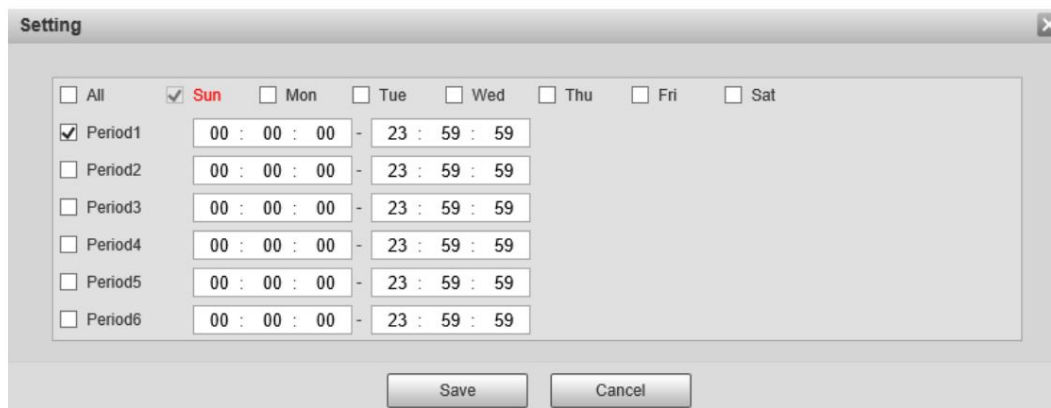 Setting
All Sun Mon Tue Wed Thu Fri Sat
Period1 00 : 00 : 00 - 23 : 59 : 59
Period2 00 : 00 : 00 - 23 : 59 : 59
Period3 00 : 00 : 00 - 23 : 59 : 59
Period4 00 : 00 : 00 - 23 : 59 : 59
Period5 00 : 00 : 00 - 23 : 59 : 59
Period6 00 : 00 : 00 - 23 : 59 : 59
Save Cancel